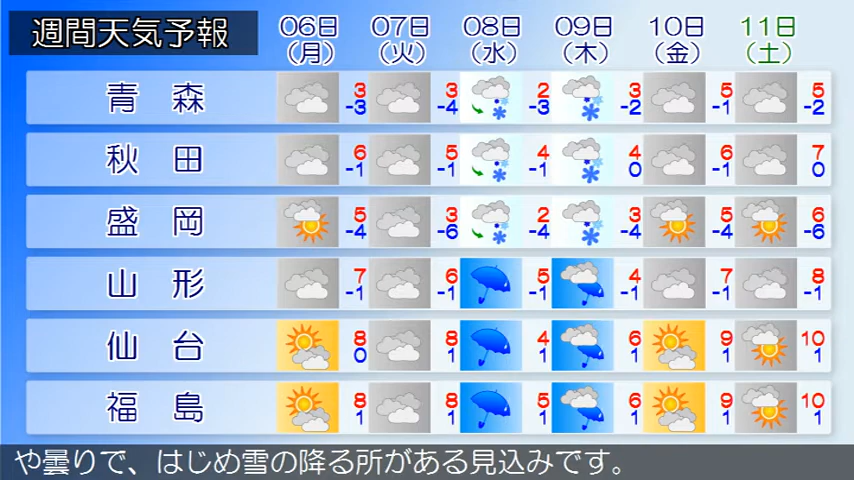 週間天気予報
06日 07日 08日 09日 10日 11日
(月) (火) (水) (木) (金) (土)
青森 3 3 2 3 5 5
-3 -4 -3 -2 -1 -2
秋田 6 5 4 4 6 7
-1 -1 -1 0 -1 0
盛岡 5 3 2 3 5 6
-4 -6 -4 -4 -4 -6
山形 7 6 5 4 7 8
-1 -1 -1 -1 -1 -1
仙台 8 8 4 6 9 10
0 1 1 1 1 1
福島 8 8 5 6 9 10
1 1 1 1 1 1
や曇りで、はじめ雪の降る所がある見込みです。